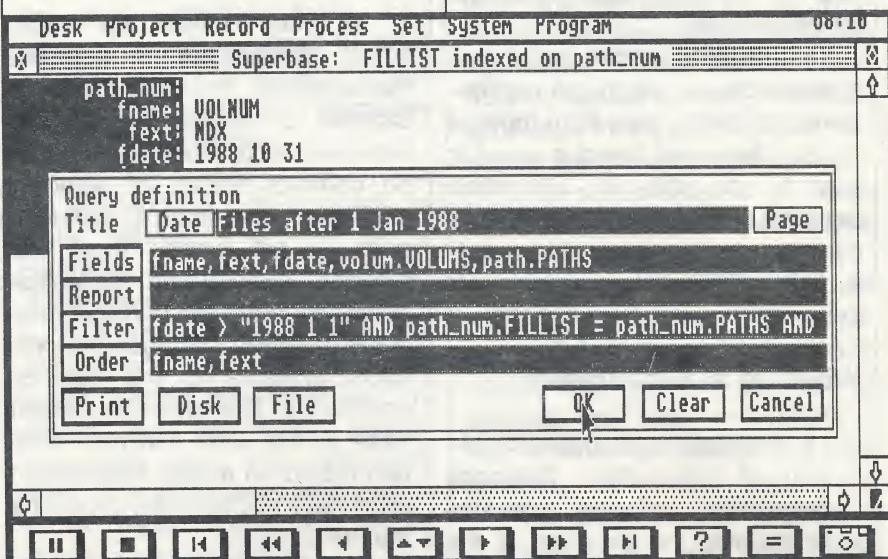 Desk Project Record Process Set System Program 08:10
Superbase: FILLIST indexed on path_num
path_num:
fname: VOLNUM
fext: NDX
fdate: 1988 10 31
Query definition
Title Date Files after 1 Jan 1988 Page
Fields fname,fext,fdate,volum.VOLUMS,path.PATHS
Report
Filter fdate > "1988 1 1" AND path_num.FILLIST = path_num.PATHS AND
Order fname,fext
Print Disk File OK Clear Cancel
? =